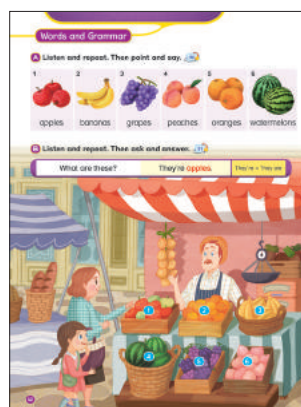 Words and Grammar
A Listen and repeat. Then point and say.
1 2 3 4 5 6
apples bananas grapes peaches oranges watermelons
B Listen and repeat. Then ask and answer.
What are these? They're apples. They're = They are
1 2 3
4 5 6